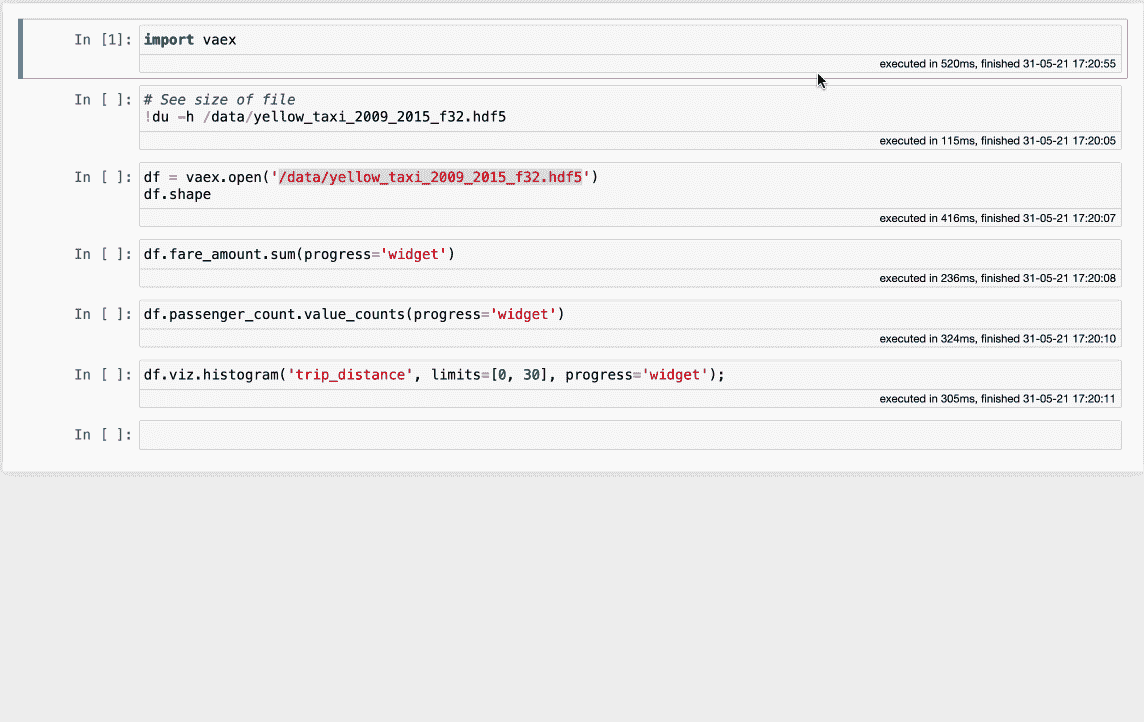 In [1]: import vaex
executed in 520ms, finished 31-05-21 17:20:55
In [ ]: # See size of file
!du -h /data/yellow_taxi_2009_2015_f32.hdf5
executed in 115ms, finished 31-05-21 17:20:05
In [ ]: df = vaex.open('/data/yellow_taxi_2009_2015_f32.hdf5')
df.shape
executed in 416ms, finished 31-05-21 17:20:07
In [ ]: df.fare_amount.sum(progress='widget')
executed in 236ms, finished 31-05-21 17:20:08
In [ ]: df.passenger_count.value_counts(progress='widget')
executed in 324ms, finished 31-05-21 17:20:10
In [ ]: df.viz.histogram('trip_distance', limits=[0, 30], progress='widget');
executed in 305ms, finished 31-05-21 17:20:11
In [ ]: